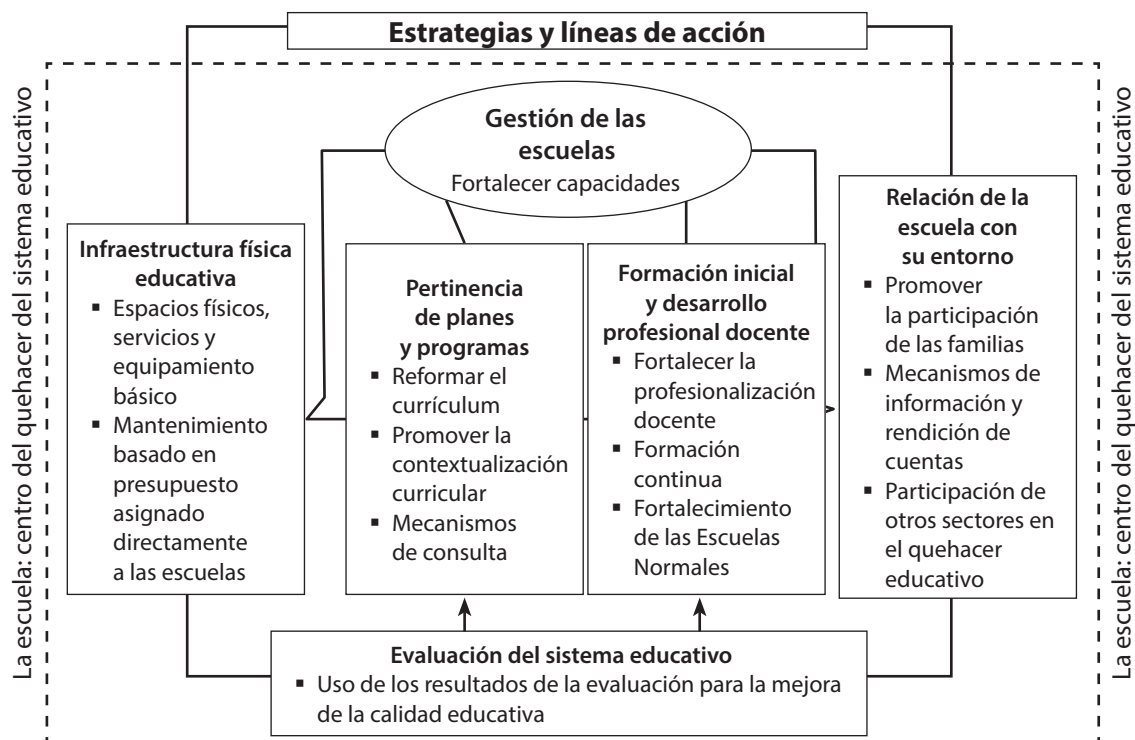 Estrategias y líneas de acción
La escuela: centro del quehacer del sistema educativo
Gestión de las
escuelas
Fortalecer capacidades
Infraestructura física
educativa
▪ Espacios físicos,
servicios y
equipamiento
básico
▪ Mantenimiento
basado en
presupuesto
asignado
directamente
a las escuelas
Pertinencia
de planes
y programas
▪ Reformar el
currículum
▪ Promover la
contextualización
curricular
▪ Mecanismos
de consulta
Formación inicial
y desarrollo
profesional docente
▪ Fortalecer la
profesionalización
docente
▪ Formación
continua
▪ Fortalecimiento
de las Escuelas
Normales
Relación de la
escuela con
su entorno
▪ Promover
la participación
de las familias
▪ Mecanismos de
información y
rendición de
cuentas
▪ Participación de
otros sectores en
el quehacer
educativo
Evaluación del sistema educativo
▪ Uso de los resultados de la evaluación para la mejora
de la calidad educativa
La escuela: centro del quehacer del sistema educativo